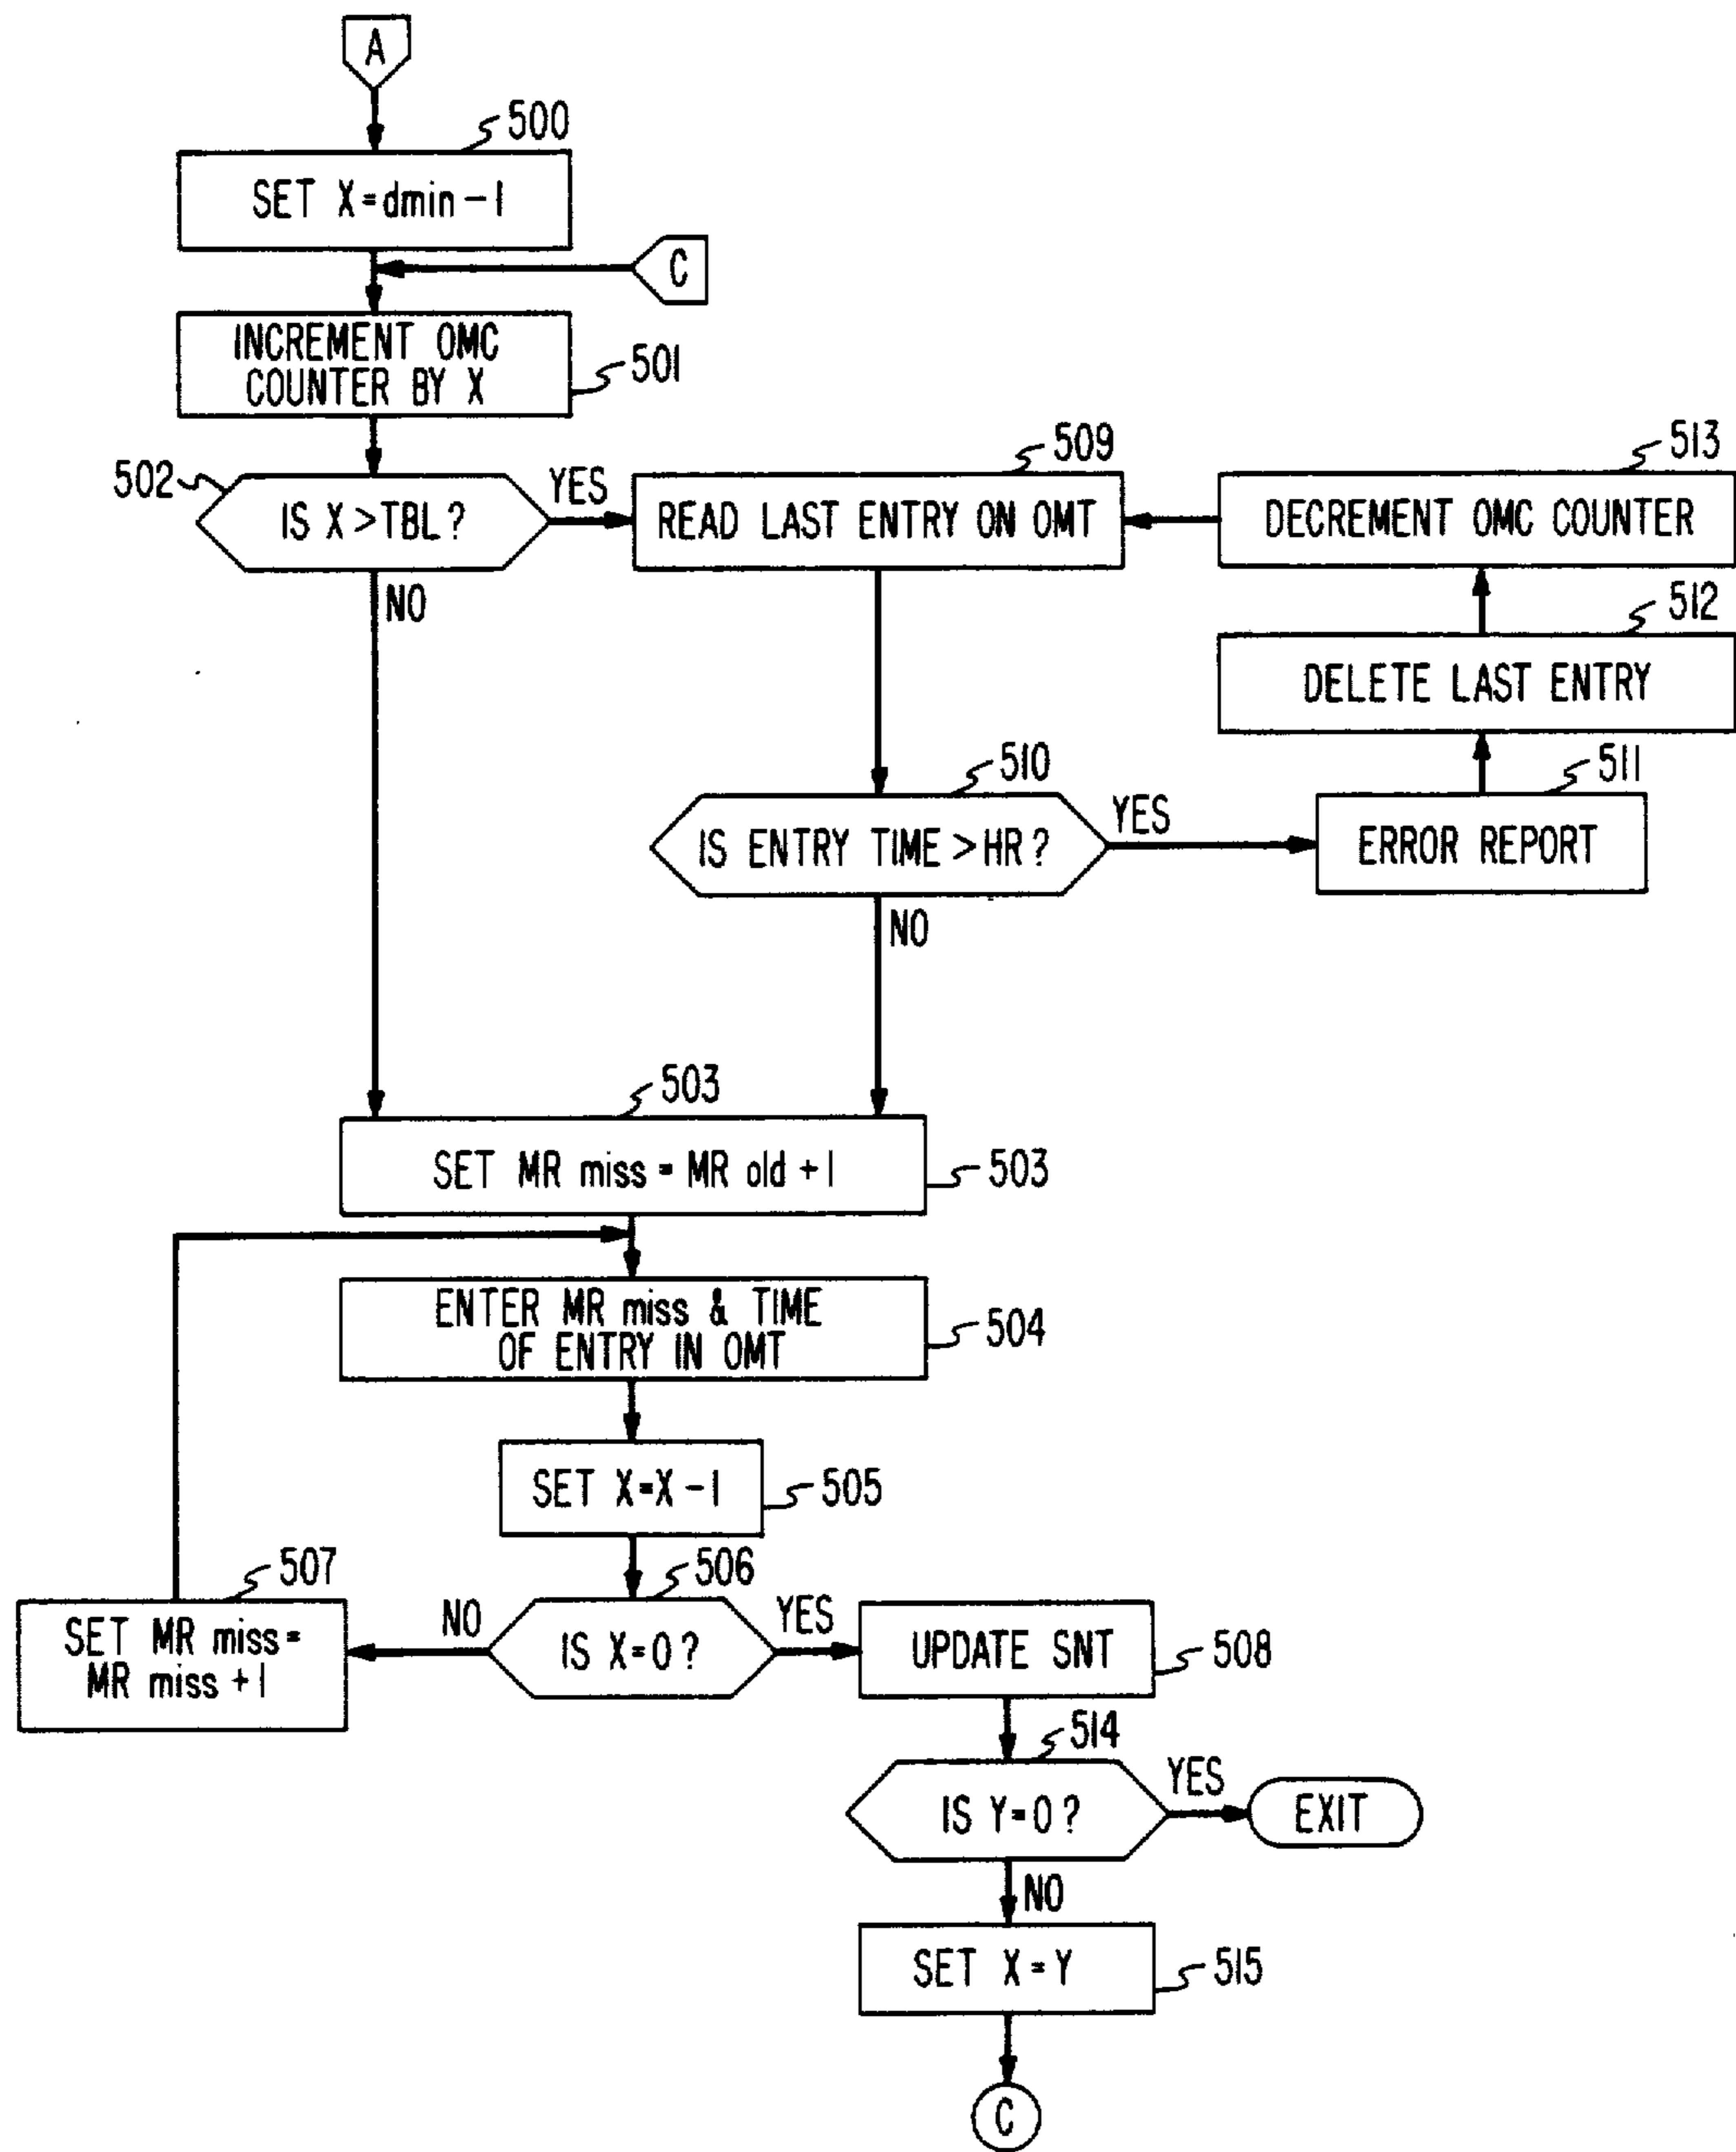 A
500
SET X=dmin-1
C
INCREMENT OMC
COUNTER BY X
501
502
IS X>TBL?
YES
NO
509
READ LAST ENTRY ON OMT
513
DECREMENT OMC COUNTER
512
DELETE LAST ENTRY
511
ERROR REPORT
510
IS ENTRY TIME>HR?
YES
NO
503
SET MR miss=MR old+1
503
ENTER MR miss & TIME
OF ENTRY IN OMT
504
SET X=X-1
505
506
IS X=0?
NO
YES
507
SET MR miss=
MR miss+1
UPDATE SNT
508
514
IS Y=0?
YES
EXIT
NO
SET X=Y
515
C